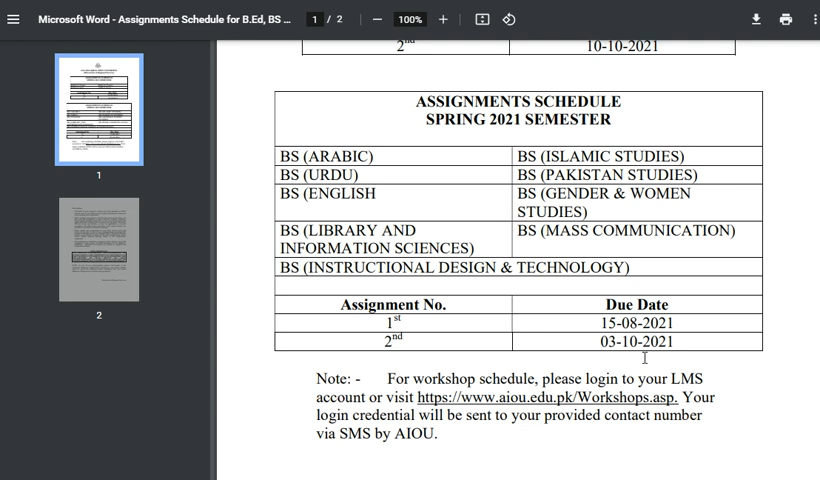 Microsoft Word - Assignments Schedule for B.Ed, BS ...
1 / 2
100%
2nd 10-10-2021
ASSIGNMENTS SCHEDULE
SPRING 2021 SEMESTER
BS (ARABIC) BS (ISLAMIC STUDIES)
BS (URDU) BS (PAKISTAN STUDIES)
BS (ENGLISH BS (GENDER & WOMEN
STUDIES)
BS (LIBRARY AND BS (MASS COMMUNICATION)
INFORMATION SCIENCES)
BS (INSTRUCTIONAL DESIGN & TECHNOLOGY)
Assignment No. Due Date
1st 15-08-2021
2nd 03-10-2021
Note: - For workshop schedule, please login to your LMS
account or visit https://www.aiou.edu.pk/Workshops.asp. Your
login credential will be sent to your provided contact number
via SMS by AIOU.
1
2